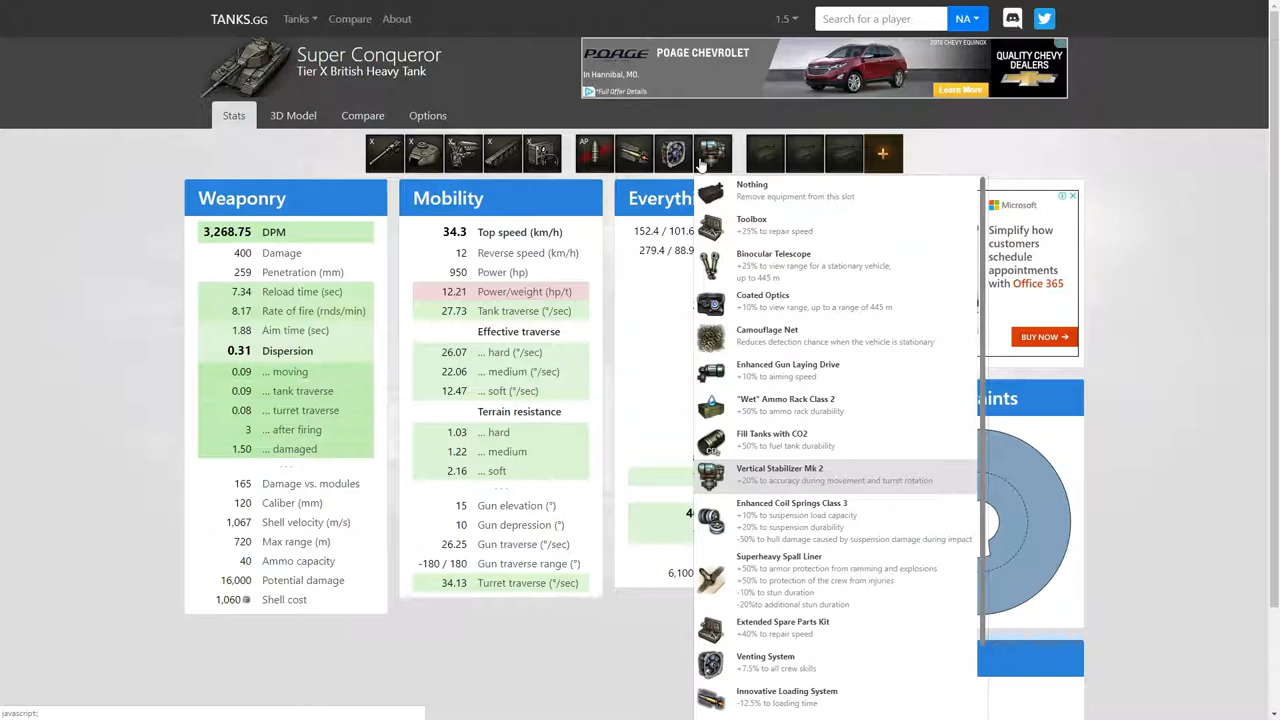 TANKS.GG Tanks Compare About 1.5 Search for a player NA
Super Conqueror
POAGE POAGE CHEVROLET 2020 CHEVY EQUINOX QUALITY CHEVY DEALERS
In Hannibal, MO.
*Full Offer Details. Learn More
Stats 3D Model Compare Options
X X X X X AP
Weaponry
3,268.75 DPM
400 Damage
259 Penetration (mm)
7.34 Reload time (sec)
8.17 Rate of fire (rnds/min)
1.88 Aim time (sec)
0.31 Dispersion
0.09 ... moving
0.09 ... tank traverse
0.08 ... turret traverse
3 ... after firing
1.50 ... damaged
165 Damage vs. modules
120 Caliber (mm)
1,067 Shell velocity (m/s)
720 Max range (m)
40 Ammo capacity
16,000 Potential damage
1,060 Shell cost
Mobility
34.3 Top speed (km/h)
12 Reverse speed (km/h)
950 Power (hp)
12.21 Power/weight (hp/t)
27.73 Tank traverse (°/sec)
Effective traverse
26.07 ... hard (°/sec)
22.06 ... medium (°/sec)
12.47 ... soft (°/sec)
Terrain resistance
1.03 ... hard
1.22 ... medium
2.16 ... soft
15 Gun elevation (°)
10 Gun depression (°)
26.25 Gun traverse (°/sec)
-180 / 180 Gun traverse range (°)
34.13 Turret traverse (°/sec)
Everythi
152.4 / 101.6
279.4 / 88.9
6,100
Nothing
Remove equipment from this slot
Toolbox
+25% to repair speed
Binocular Telescope
+25% to view range for a stationary vehicle,
up to 445 m
Coated Optics
+10% to view range, up to a range of 445 m
Camouflage Net
Reduces detection chance when the vehicle is stationary
Enhanced Gun Laying Drive
+10% to aiming speed
"Wet" Ammo Rack Class 2
+50% to ammo rack durability
Fill Tanks with CO2
+50% to fuel tank durability
Vertical Stabilizer Mk 2
+20% to accuracy during movement and turret rotation
Enhanced Coil Springs Class 3
+10% to suspension load capacity
+20% to suspension durability
-50% to hull damage caused by suspension damage during impact
Superheavy Spall Liner
+50% to armor protection from ramming and explosions
+50% to protection of the crew from injuries
-10% to stun duration
-20%to additional stun duration
Extended Spare Parts Kit
+40% to repair speed
Venting System
+7.5% to all crew skills
Innovative Loading System
-12.5% to loading time
Microsoft
Simplify how
customers
schedule
appointments
with Office 365
BUY NOW →
aints
javascript: